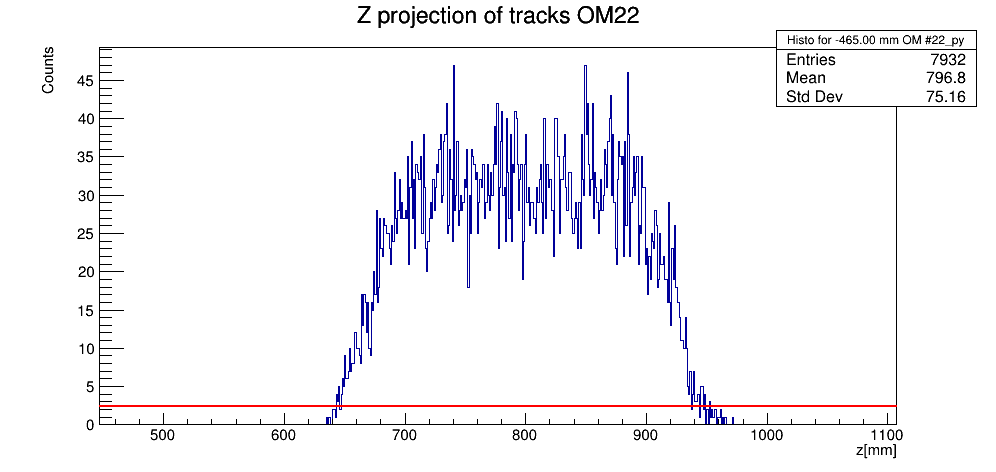 Z projection of tracks OM22
Histo for -465.00 mm OM #22_py
Entries 7932
Mean 796.8
Std Dev 75.16
Counts
45
40
35
30
25
20
15
10
5
0
500 600 700 800 900 1000 1100
z[mm]